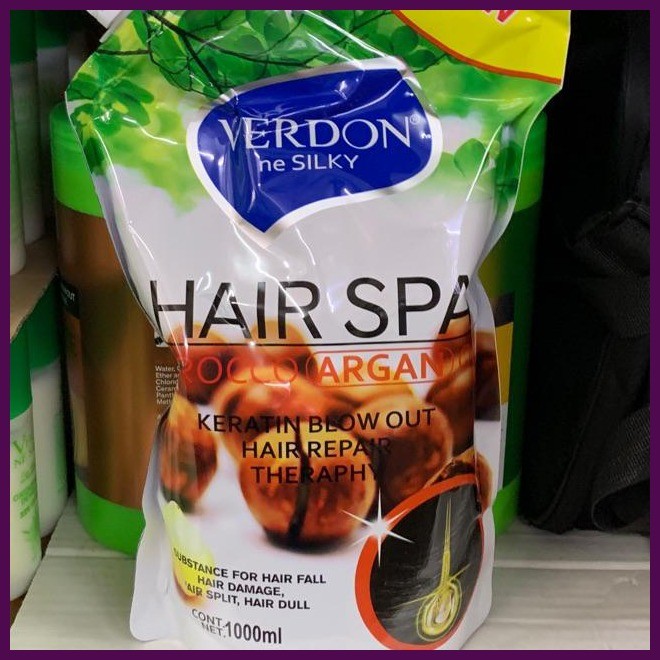 VERDON®
ne SILKY
HAIR SPA
ROCCO (ARGAN)
KERATIN BLOW OUT
HAIR REPAIR
THERAPHY
SUBSTANCE FOR HAIR FALL
HAIR DAMAGE,
AIR SPLIT, HAIR DULL
CONT.
NET. 1000ml